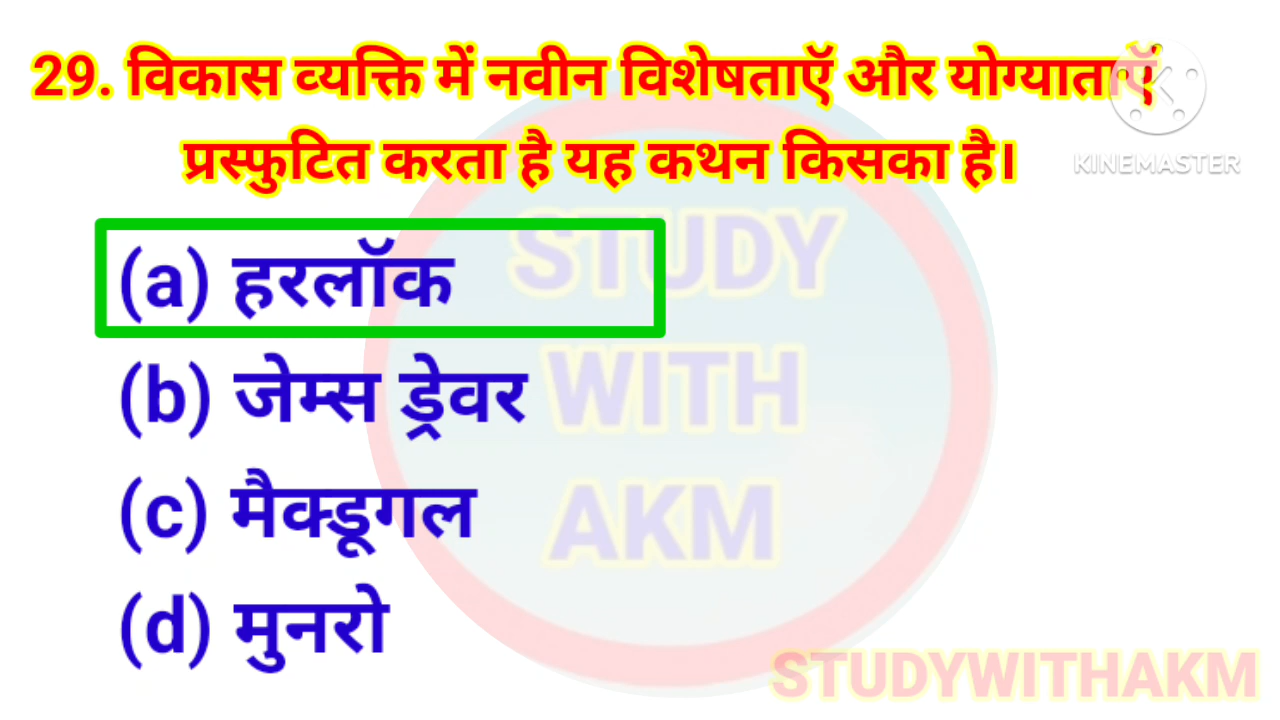 29. विकास व्यक्ति में नवीन विशेषताएॅ और योग्यताएॅ
प्रस्फुटित करता है यह कथन किसका है।
KINEMASTER
(a) हरलॉक
(b) जेम्स ड्रेवर
(c) मैक्डूगल
(d) मुनरो
STUDY
WITH
AKM
STUDYWITHAKM